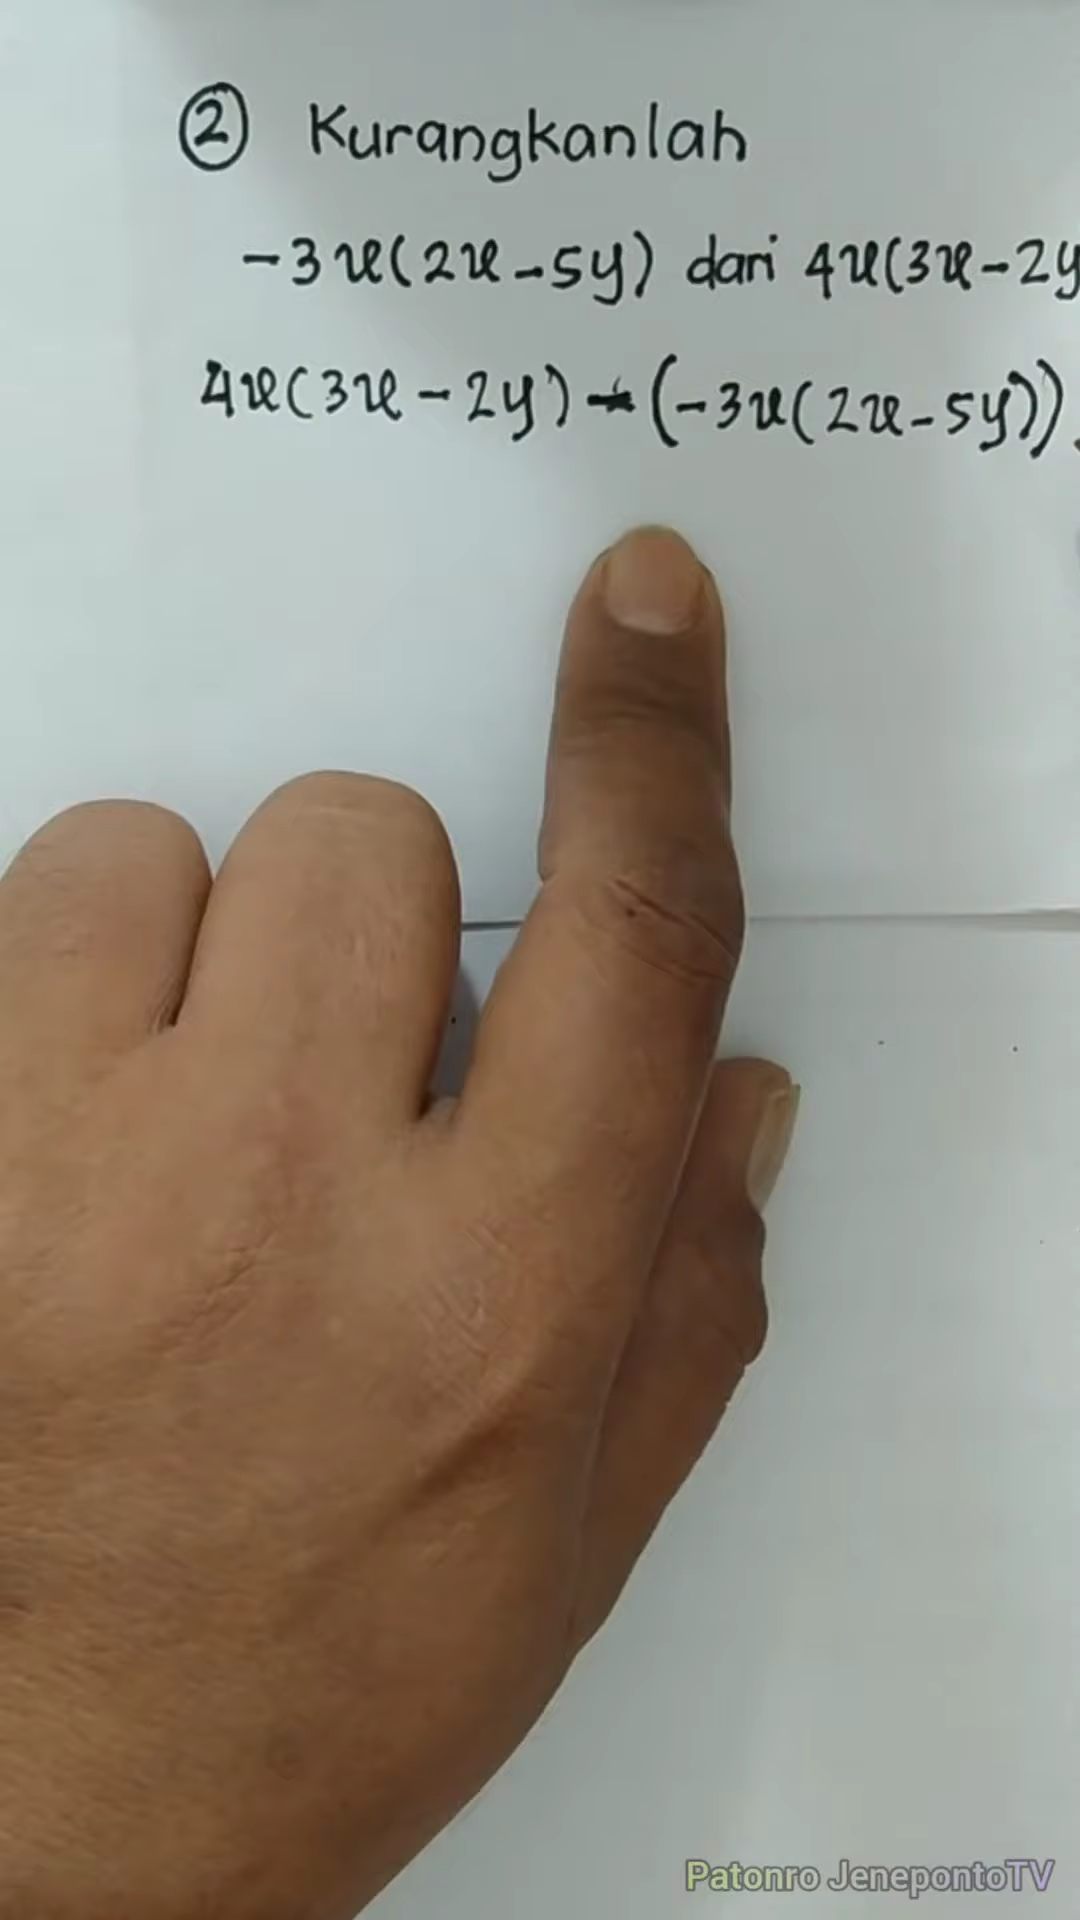 ② Kurangkanlah
-3x(2x-5y) dari 4x(3x-2y
4x(3x-2y)-(-3x(2x-5y))
Patonro JenepontoTV